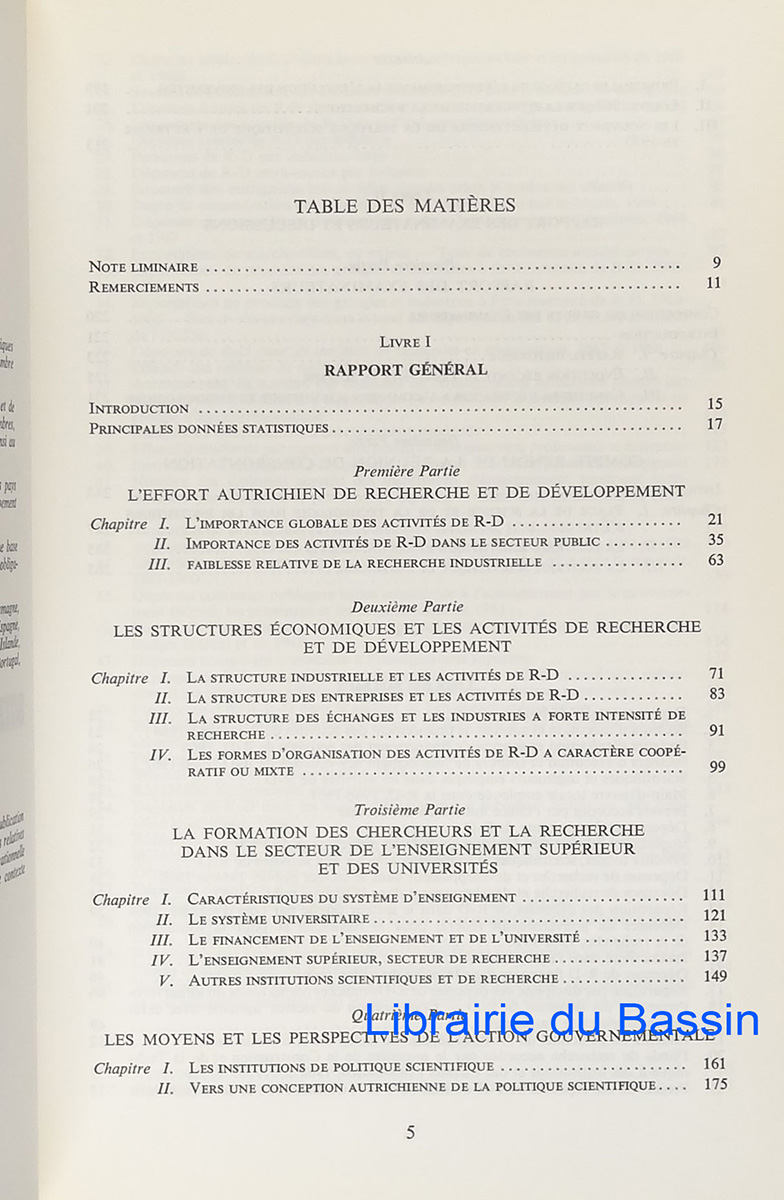 TABLE DES MATIÈRES
NOTE LIMINAIRE ................................ 9
REMERCIEMENTS ................................ 11
LIVRE I
RAPPORT GÉNÉRAL
INTRODUCTION ................................ 15
PRINCIPALES DONNÉES STATISTIQUES ................................ 17
Première Partie
L'EFFORT AUTRICHIEN DE RECHERCHE ET DE DÉVELOPPEMENT
Chapitre I. L'IMPORTANCE GLOBALE DES ACTIVITÉS DE R-D ...................... 21
II. IMPORTANCE DES ACTIVITÉS DE R-D DANS LE SECTEUR PUBLIC .......... 35
III. FAIBLESSE RELATIVE DE LA RECHERCHE INDUSTRIELLE ................. 63
Deuxième Partie
LES STRUCTURES ÉCONOMIQUES ET LES ACTIVITÉS DE RECHERCHE
ET DE DÉVELOPPEMENT
Chapitre I. LA STRUCTURE INDUSTRIELLE ET LES ACTIVITÉS DE R-D ............... 71
II. LA STRUCTURE DES ENTREPRISES ET LES ACTIVITÉS DE R-D ............. 83
III. LA STRUCTURE DES ÉCHANGES ET LES INDUSTRIES A FORTE INTENSITÉ DE
RECHERCHE ................................ 91
IV. LES FORMES D'ORGANISATION DES ACTIVITÉS DE R-D A CARACTÈRE COOPÉ-
RATIF OU MIXTE ................................ 99
Troisième Partie
LA FORMATION DES CHERCHEURS ET LA RECHERCHE
DANS LE SECTEUR DE L'ENSEIGNEMENT SUPÉRIEUR
ET DES UNIVERSITÉS
Chapitre I. CARACTÉRISTIQUES DU SYSTÈME D'ENSEIGNEMENT ..................... 111
II. LE SYSTÈME UNIVERSITAIRE ................................ 121
III. LE FINANCEMENT DE L'ENSEIGNEMENT ET DE L'UNIVERSITÉ ............. 133
IV. L'ENSEIGNEMENT SUPÉRIEUR, SECTEUR DE RECHERCHE ................. 137
V. AUTRES INSTITUTIONS SCIENTIFIQUES ET DE RECHERCHE ................ 149
Quatrième Partie
LES MOYENS ET LES PERSPECTIVES DE L'ACTION GOUVERNEMENTALE
Librairie du Bassin
Chapitre I. LES INSTITUTIONS DE POLITIQUE SCIENTIFIQUE ........................ 161
II. VERS UNE CONCEPTION AUTRICHIENNE DE LA POLITIQUE SCIENTIFIQUE .... 175
5